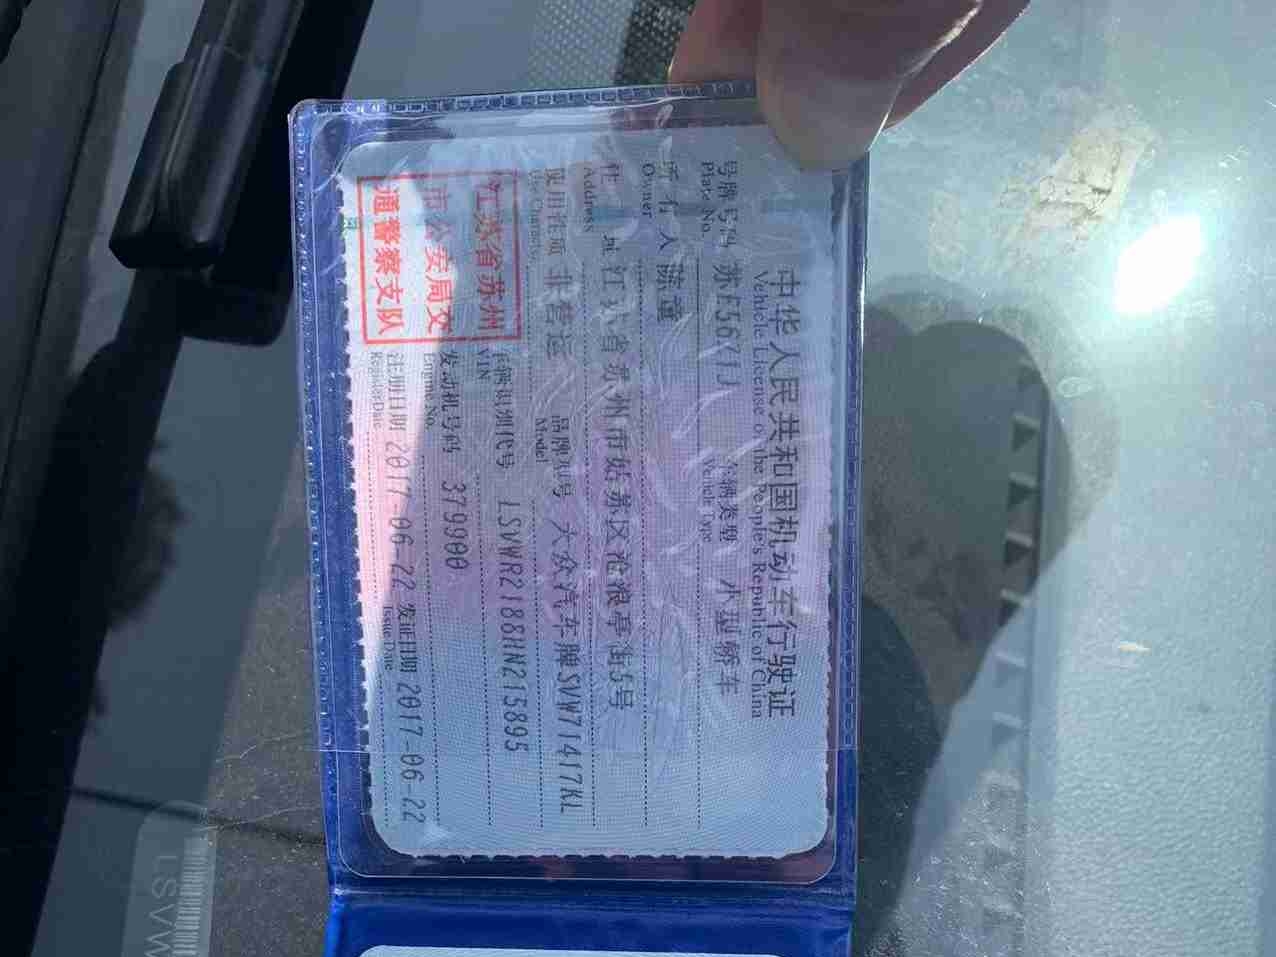 中华人民共和国机动车行驶证
Vehicle License of the People's Republic of China
号牌号码 苏E5671J 车辆类型 小型轿车
Plate No. Vehicle Type
所有人 陈童
Owner
住址 江苏省苏州市姑苏区沧浪亭街5号
Address
使用性质 非营运 品牌型号 大众汽车牌SVW71417KL
Use Character Model
江苏省苏州
市公安局交
通警察支队
车辆识别代号 LSVWR2188HN215895
VIN
发动机号码 379900
Engine No.
注册日期 2017-06-22 发证日期 2017-06-22
Register Date Issue Date
LSVW